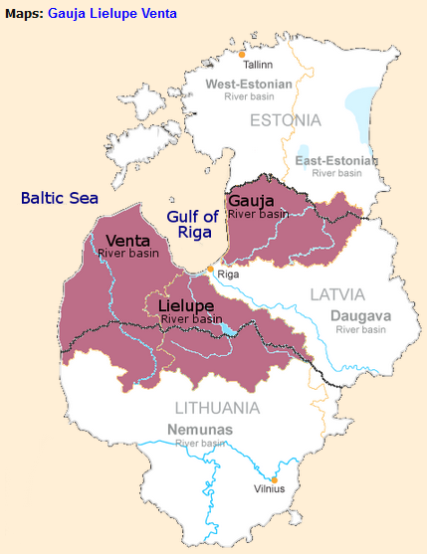 Maps: Gauja Lielupe Venta
Tallinn
West-Estonian
River basin
ESTONIA
East-Estonian
River basin
Baltic Sea
Gauja
River basin
Gulf of
Riga
Venta
River basin
Riga
LATVIA
Lielupe
River basin
Daugava
River basin
LITHUANIA
Nemunas
River basin
Vilnius